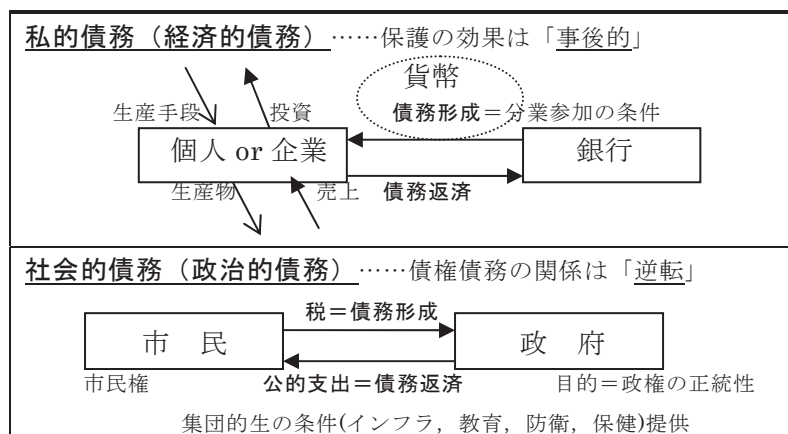 私的債務(経済的債務)……保護の効果は「事後的」
貨幣
生産手段 投資 債務形成＝分業参加の条件
個人 or 企業 銀行
生産物 売上 債務返済
社会的債務(政治的債務)……債権債務の関係は「逆転」
税＝債務形成
市 民 政 府
市民権 公的支出＝債務返済 目的＝政権の正統性
集団的生の条件(インフラ，教育，防衛，保健)提供